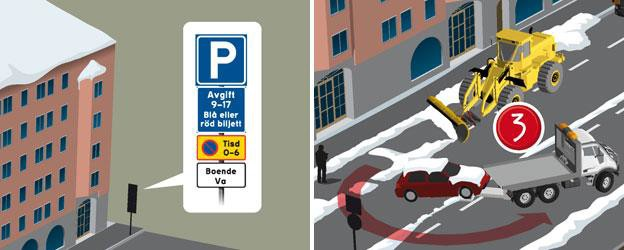 P
Avgift
9-17
Blå eller
röd biljett
Tisd
0-6
Boende
Va
3